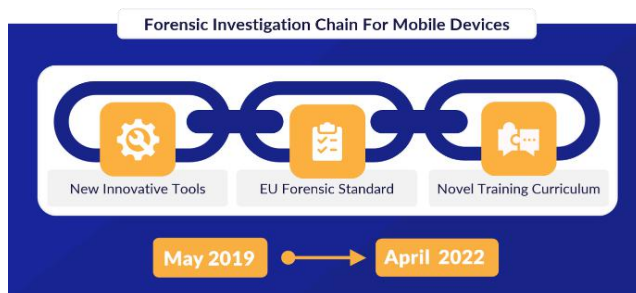 Forensic Investigation Chain For Mobile Devices
New Innovative Tools
EU Forensic Standard
Novel Training Curriculum
May 2019
April 2022